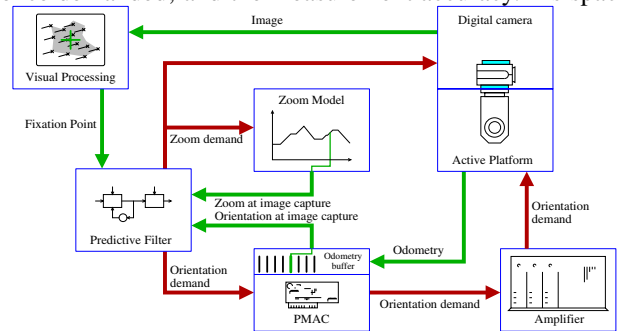 Image
Digital camera
Visual Processing
Zoom Model
Fixation Point
Zoom demand
Active Platform
Zoom at image capture
Orientation at image capture
Orientation
demand
Predictive Filter
Orientation
demand
Odometry
buffer
Odometry
PMAC
Orientation demand
Amplifier